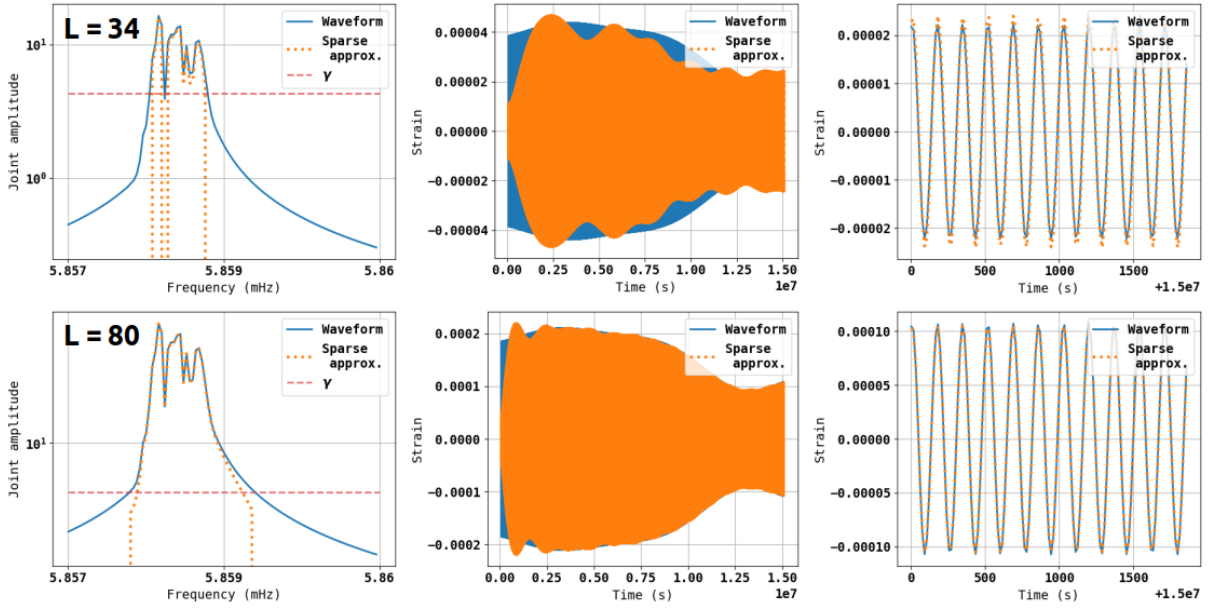 L = 34
Waveform
Sparse
approx.
γ
10¹
10⁰
Joint amplitude
5.857
5.859
5.86
Frequency (mHz)
Waveform
Sparse
approx.
0.00004
0.00002
0.00000
−0.00002
−0.00004
Strain
0.00
0.25
0.50
0.75
1.00
1.25
1.50
Time (s)
1e7
Waveform
Sparse
approx.
0.00002
0.00001
0.00000
−0.00001
−0.00002
Strain
0
500
1000
1500
Time (s)
+1.5e7
L = 80
Waveform
Sparse
approx.
γ
10¹
Joint amplitude
5.857
5.859
5.86
Frequency (mHz)
Waveform
Sparse
approx.
0.0002
0.0001
0.0000
−0.0001
−0.0002
Strain
0.00
0.25
0.50
0.75
1.00
1.25
1.50
Time (s)
1e7
Waveform
Sparse
approx.
0.00010
0.00005
0.00000
−0.00005
−0.00010
Strain
0
500
1000
1500
Time (s)
+1.5e7